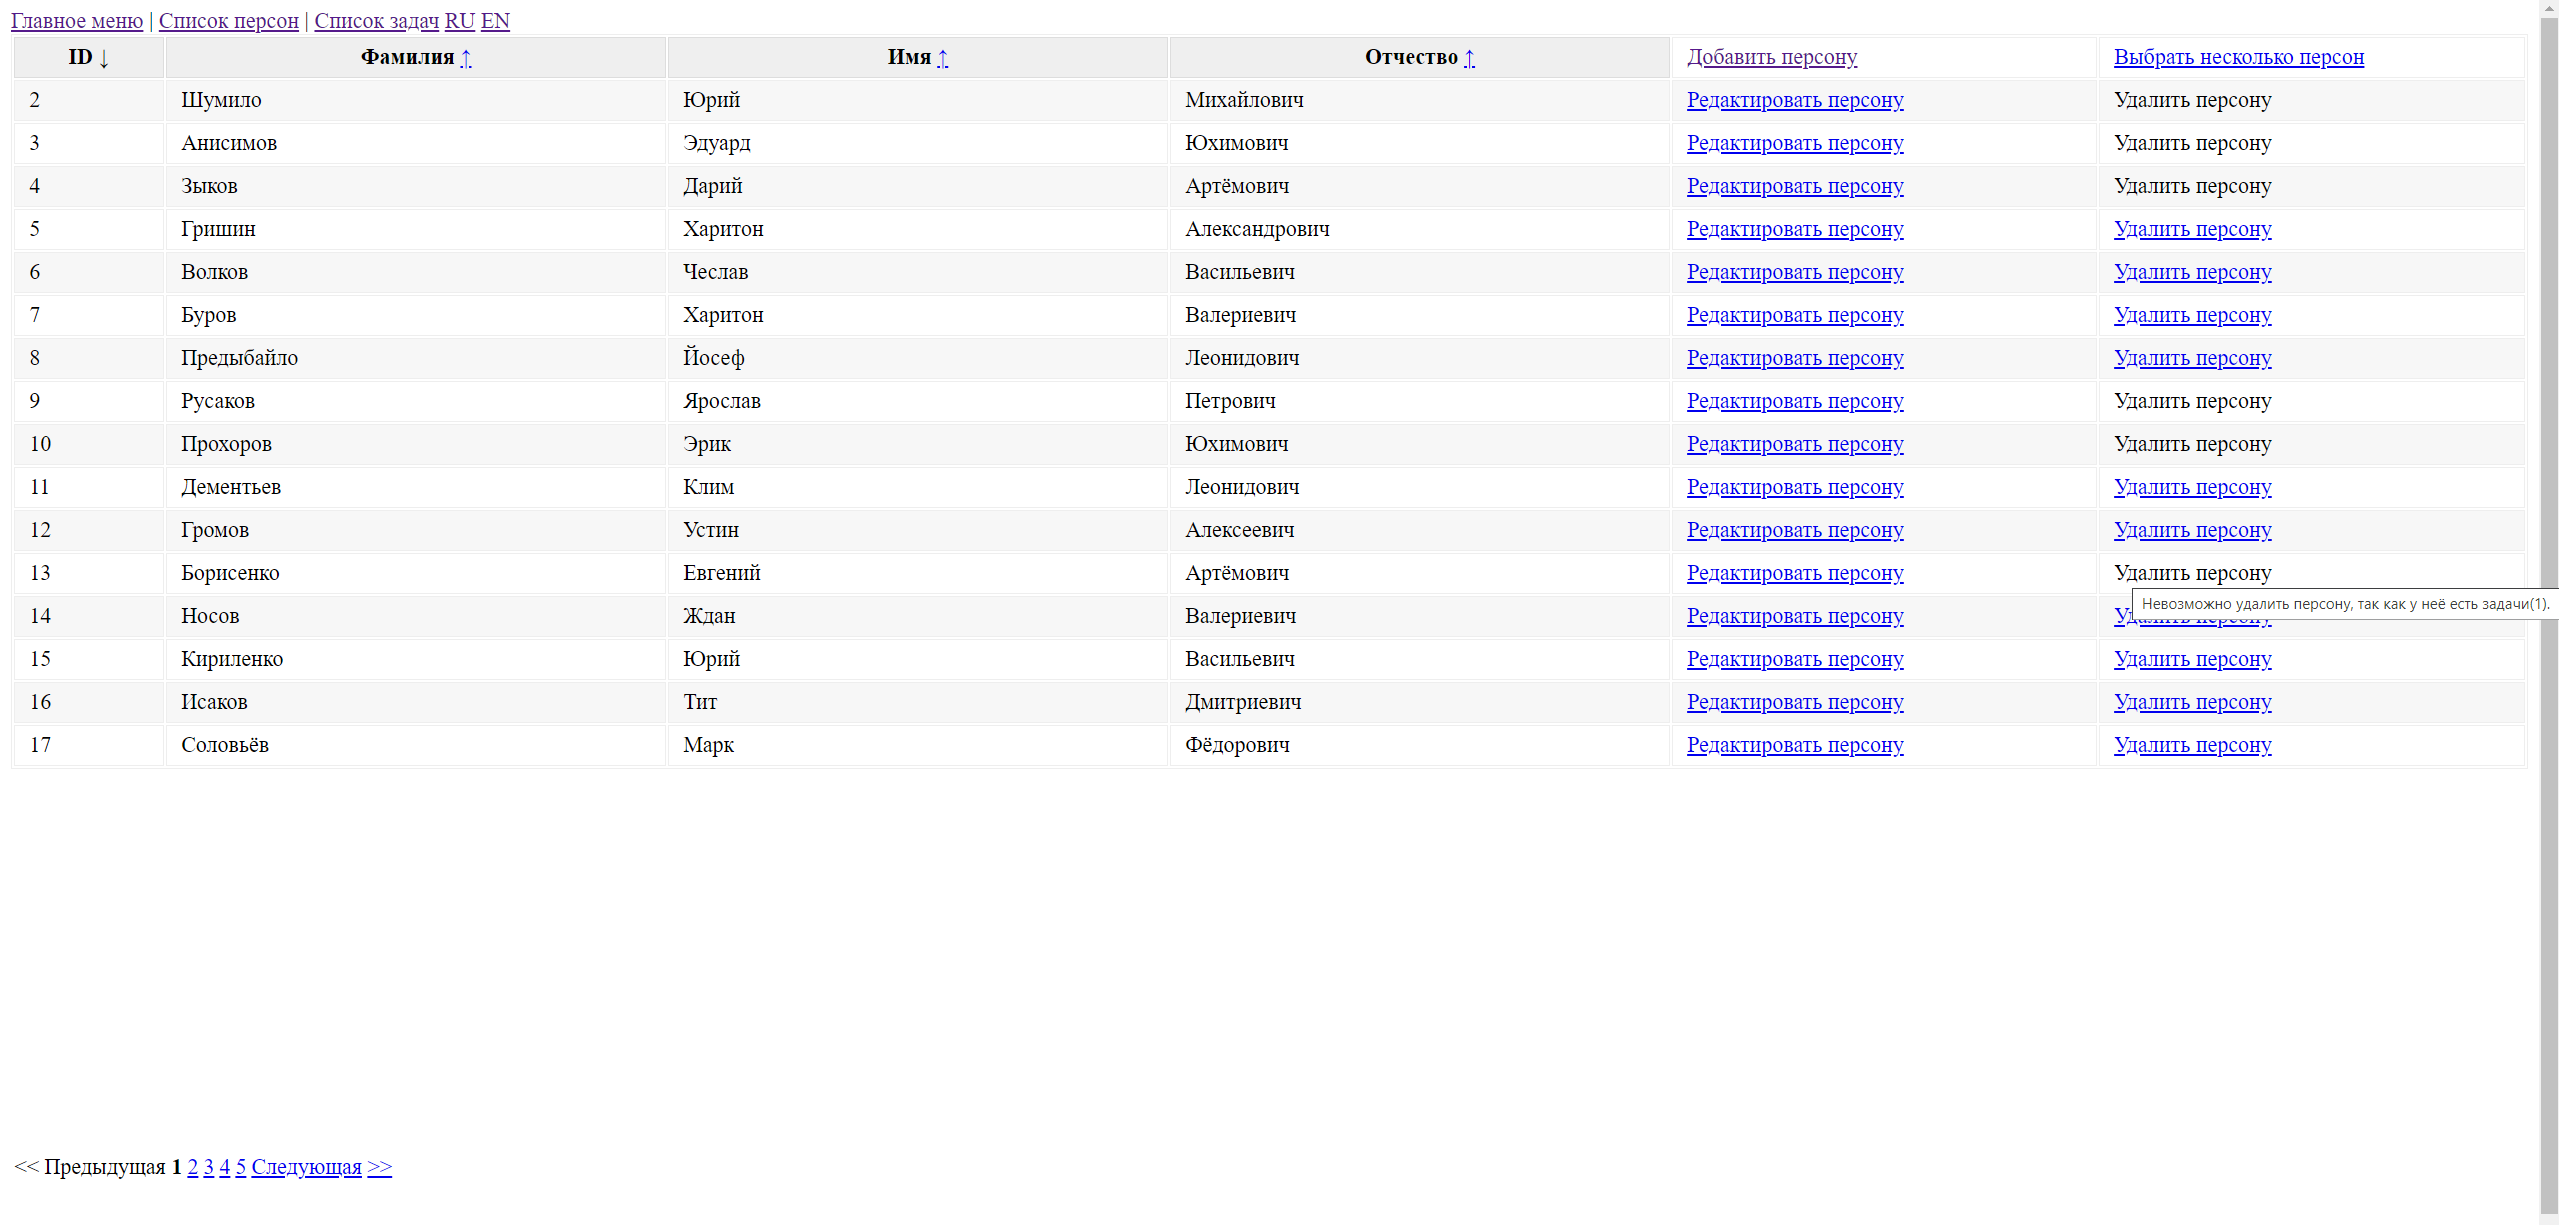 Главное меню | Список персон | Список задач RU EN
ID ↓ Фамилия ↑ Имя ↑ Отчество ↑ Добавить персону Выбрать несколько персон
2 Шумило Юрий Михайлович Редактировать персону Удалить персону
3 Анисимов Эдуард Юхимович Редактировать персону Удалить персону
4 Зыков Дарий Артёмович Редактировать персону Удалить персону
5 Гришин Харитон Александрович Редактировать персону Удалить персону
6 Волков Чеслав Васильевич Редактировать персону Удалить персону
7 Буров Харитон Валериевич Редактировать персону Удалить персону
8 Предыбайло Йосеф Леонидович Редактировать персону Удалить персону
9 Русаков Ярослав Петрович Редактировать персону Удалить персону
10 Прохоров Эрик Юхимович Редактировать персону Удалить персону
11 Дементьев Клим Леонидович Редактировать персону Удалить персону
12 Громов Устин Алексеевич Редактировать персону Удалить персону
13 Борисенко Евгений Артёмович Редактировать персону Удалить персону
Невозможно удалить персону, так как у неё есть задачи(1).
14 Носов Ждан Валериевич Редактировать персону
15 Кириленко Юрий Васильевич Редактировать персону Удалить персону
16 Исаков Тит Дмитриевич Редактировать персону Удалить персону
17 Соловьёв Марк Фёдорович Редактировать персону Удалить персону
<< Предыдущая 1 2 3 4 5 Следующая >>